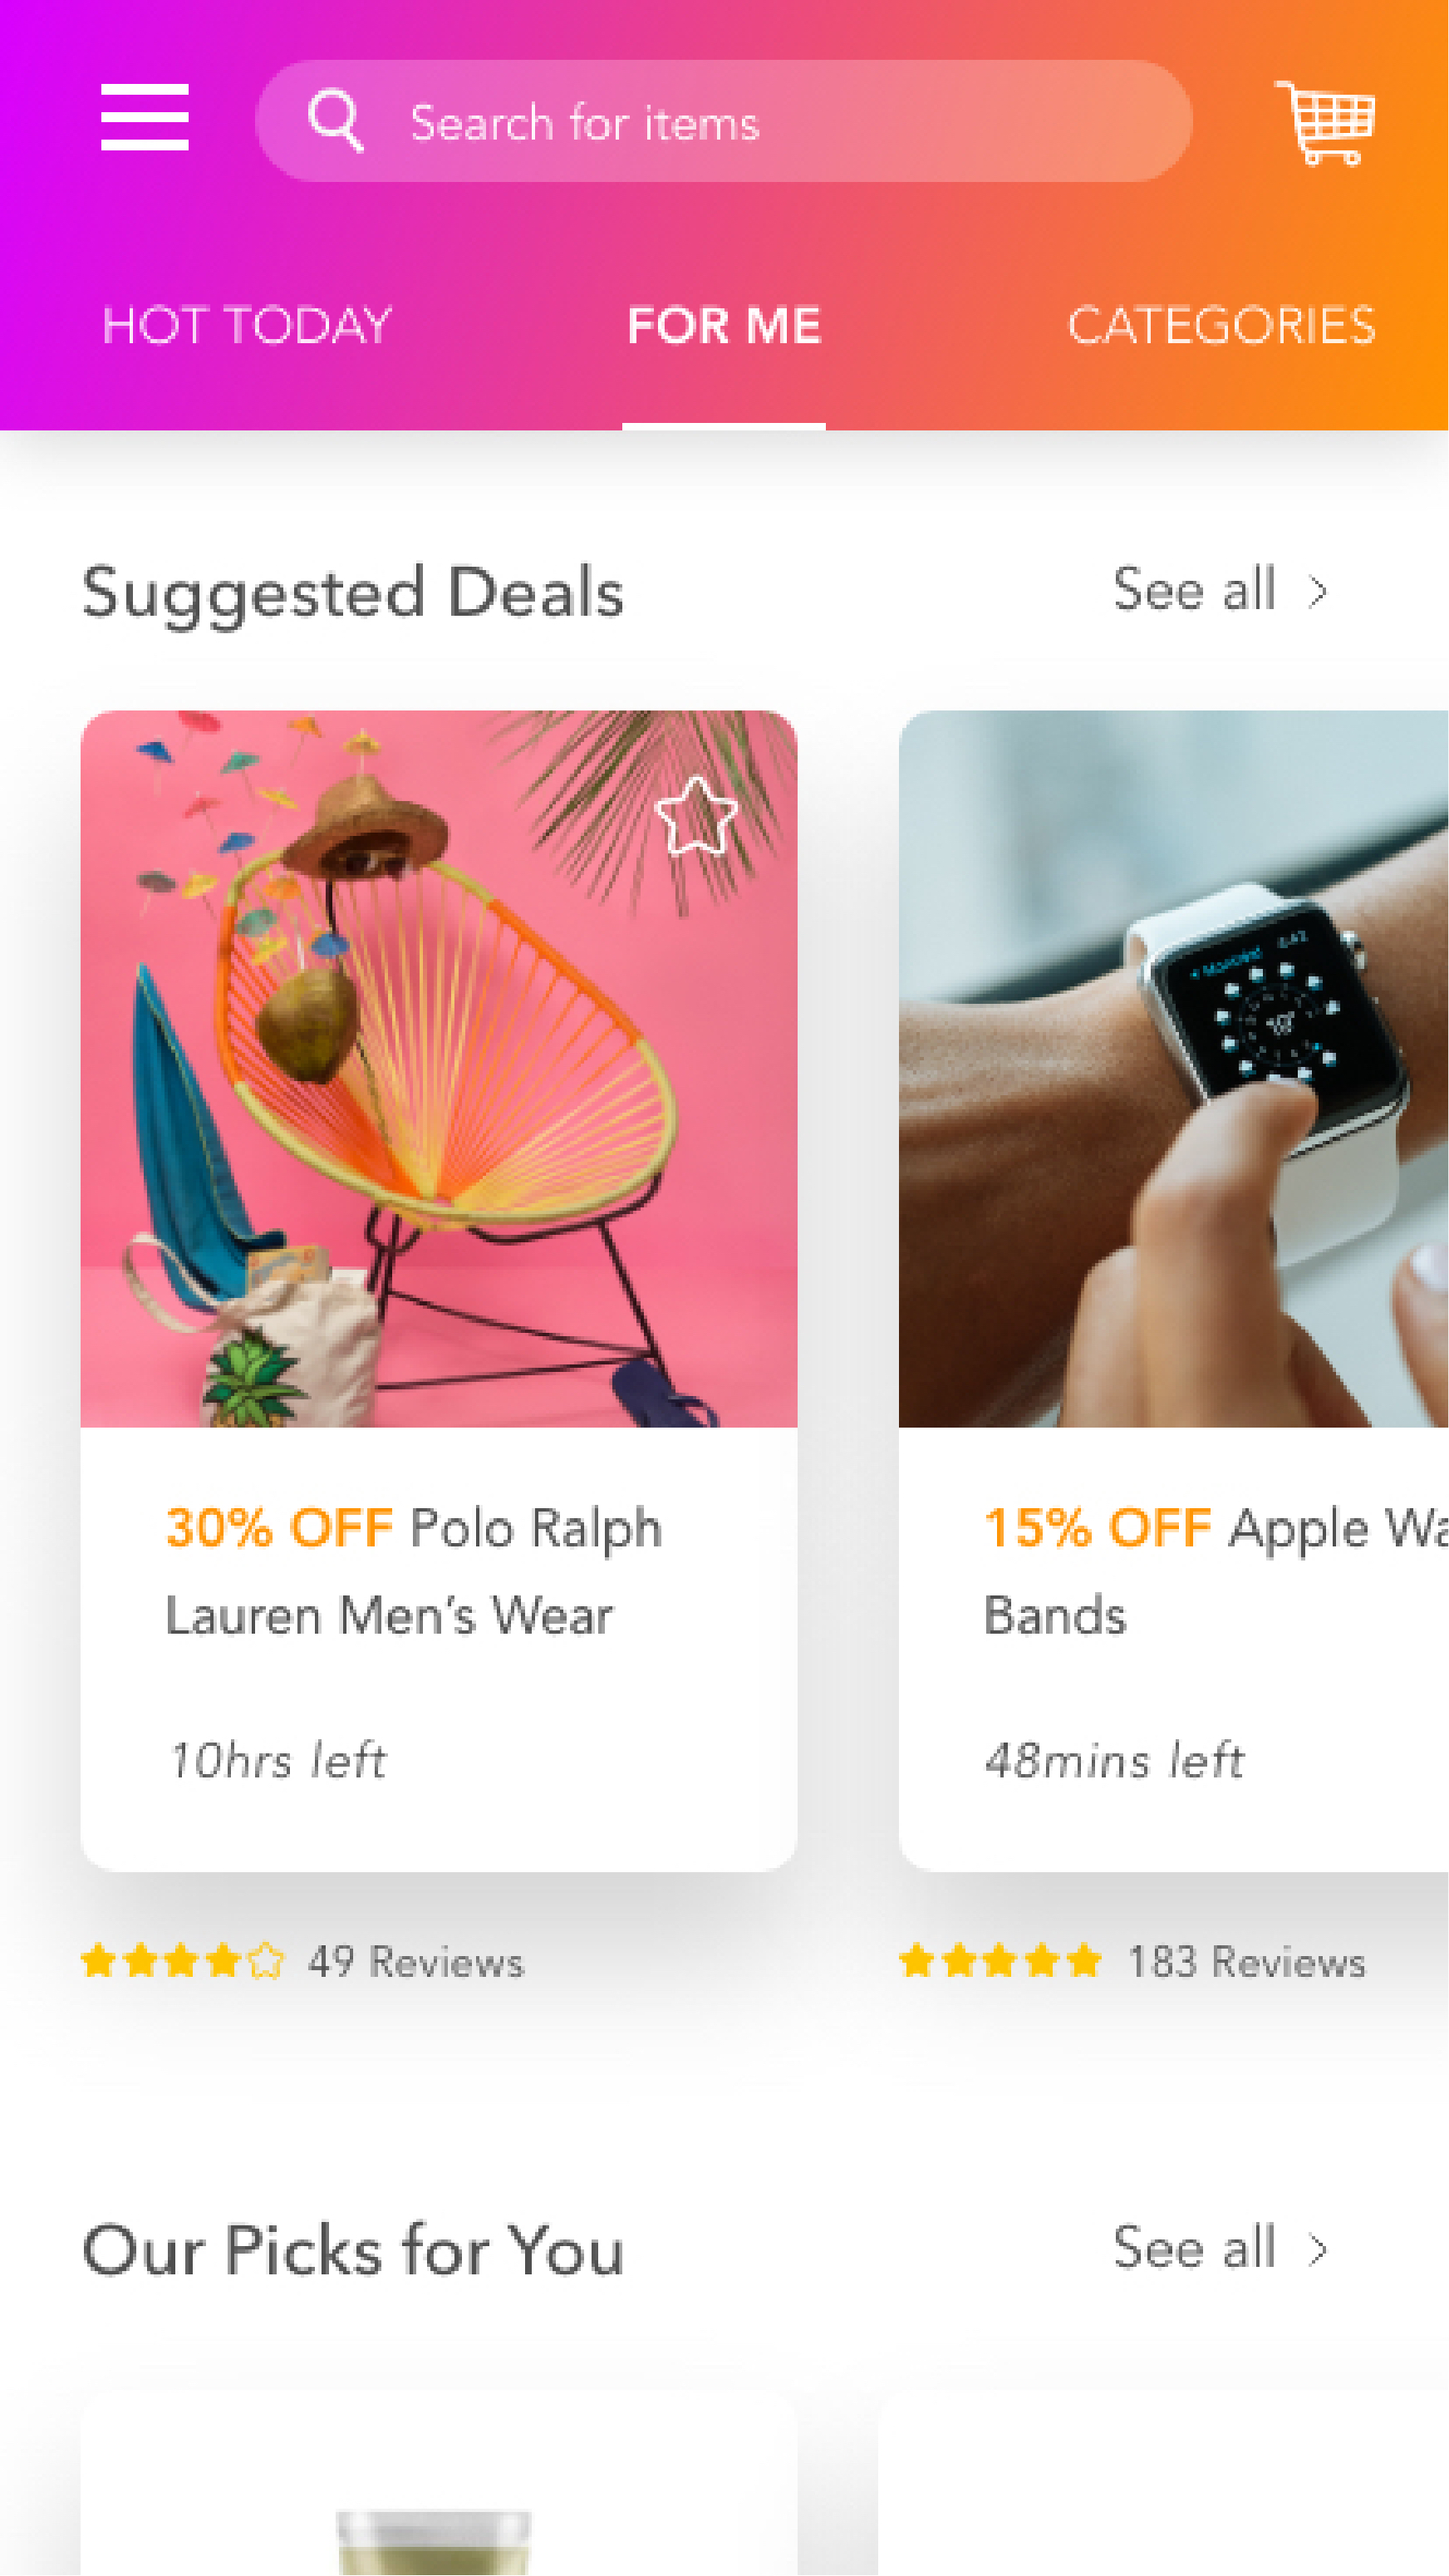 Search for items
HOT TODAY
FOR ME
CATEGORIES
Suggested Deals
See all
30% OFF Polo Ralph
Lauren Men's Wear
10hrs left
49 Reviews
15% OFF Apple Wa
Bands
48mins left
183 Reviews
Our Picks for You
See all